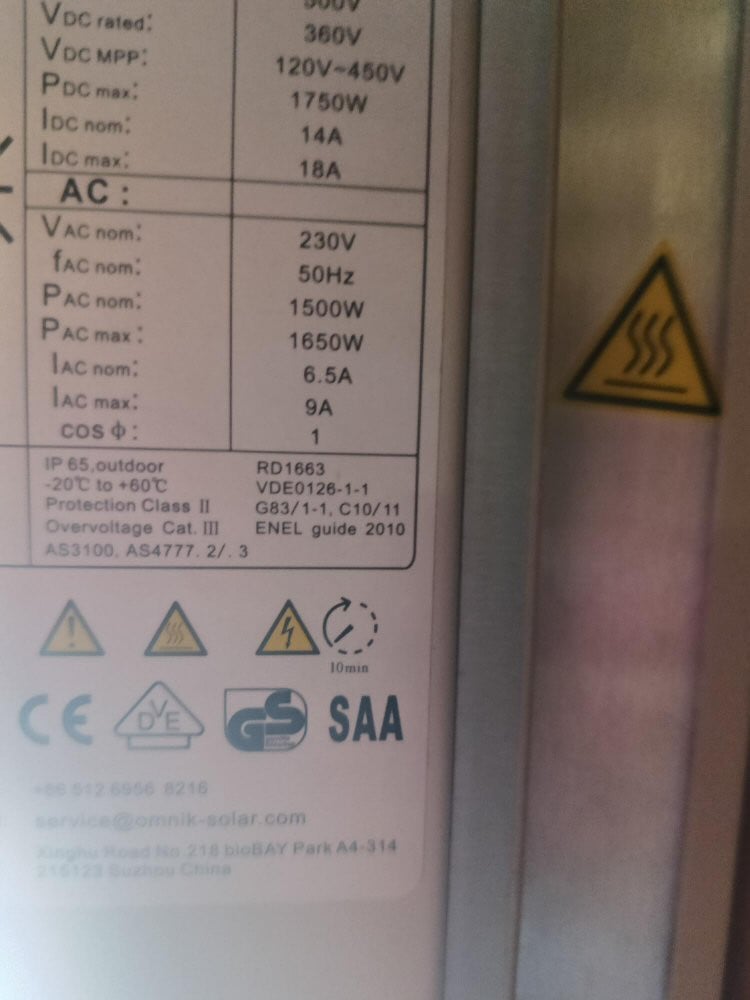 500V
VDC rated: 360V
VDC MPP: 120V~450V
PDC max: 1750W
IDC nom: 14A
IDC max: 18A
AC :
VAC nom: 230V
fAC nom: 50Hz
PAC nom: 1500W
PAC max : 1650W
IAC nom: 6.5A
IAC max: 9A
cos Φ : 1
IP 65,outdoor RD1663
-20℃ to +60℃ VDE0126-1-1
Protection Class II G83/1-1, C10/11
Overvoltage Cat. III ENEL guide 2010
AS3100, AS4777. 2/. 3
10min
CE DVE GS SAA
+86 512 6956 8216
service@omnik-solar.com
Xinghu Road No 218 bioBAY Park A4-314
215123 Suzhou China